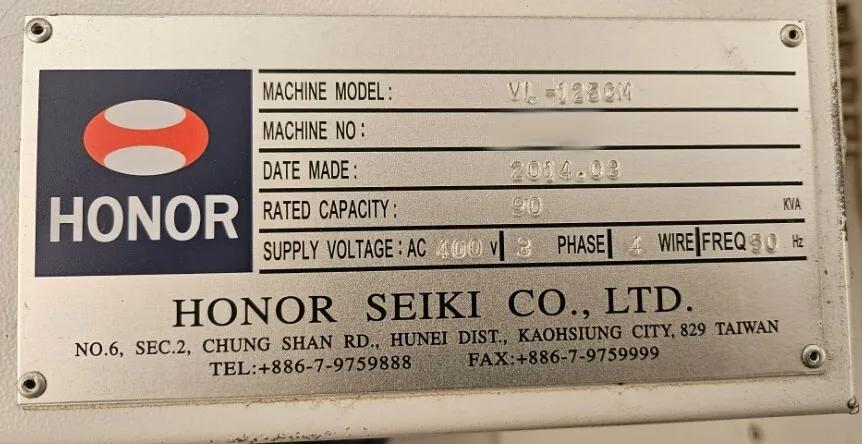 HONOR
MACHINE MODEL: VL-125CM
MACHINE NO:
DATE MADE: 2014.03
RATED CAPACITY: 90 KVA
SUPPLY VOLTAGE: AC 400 V 3 PHASE 4 WIRE FREQ 50 Hz
HONOR SEIKI CO., LTD.
NO.6, SEC.2, CHUNG SHAN RD., HUNEI DIST., KAOHSIUNG CITY, 829 TAIWAN
TEL:+886-7-9759888 FAX:+886-7-9759999